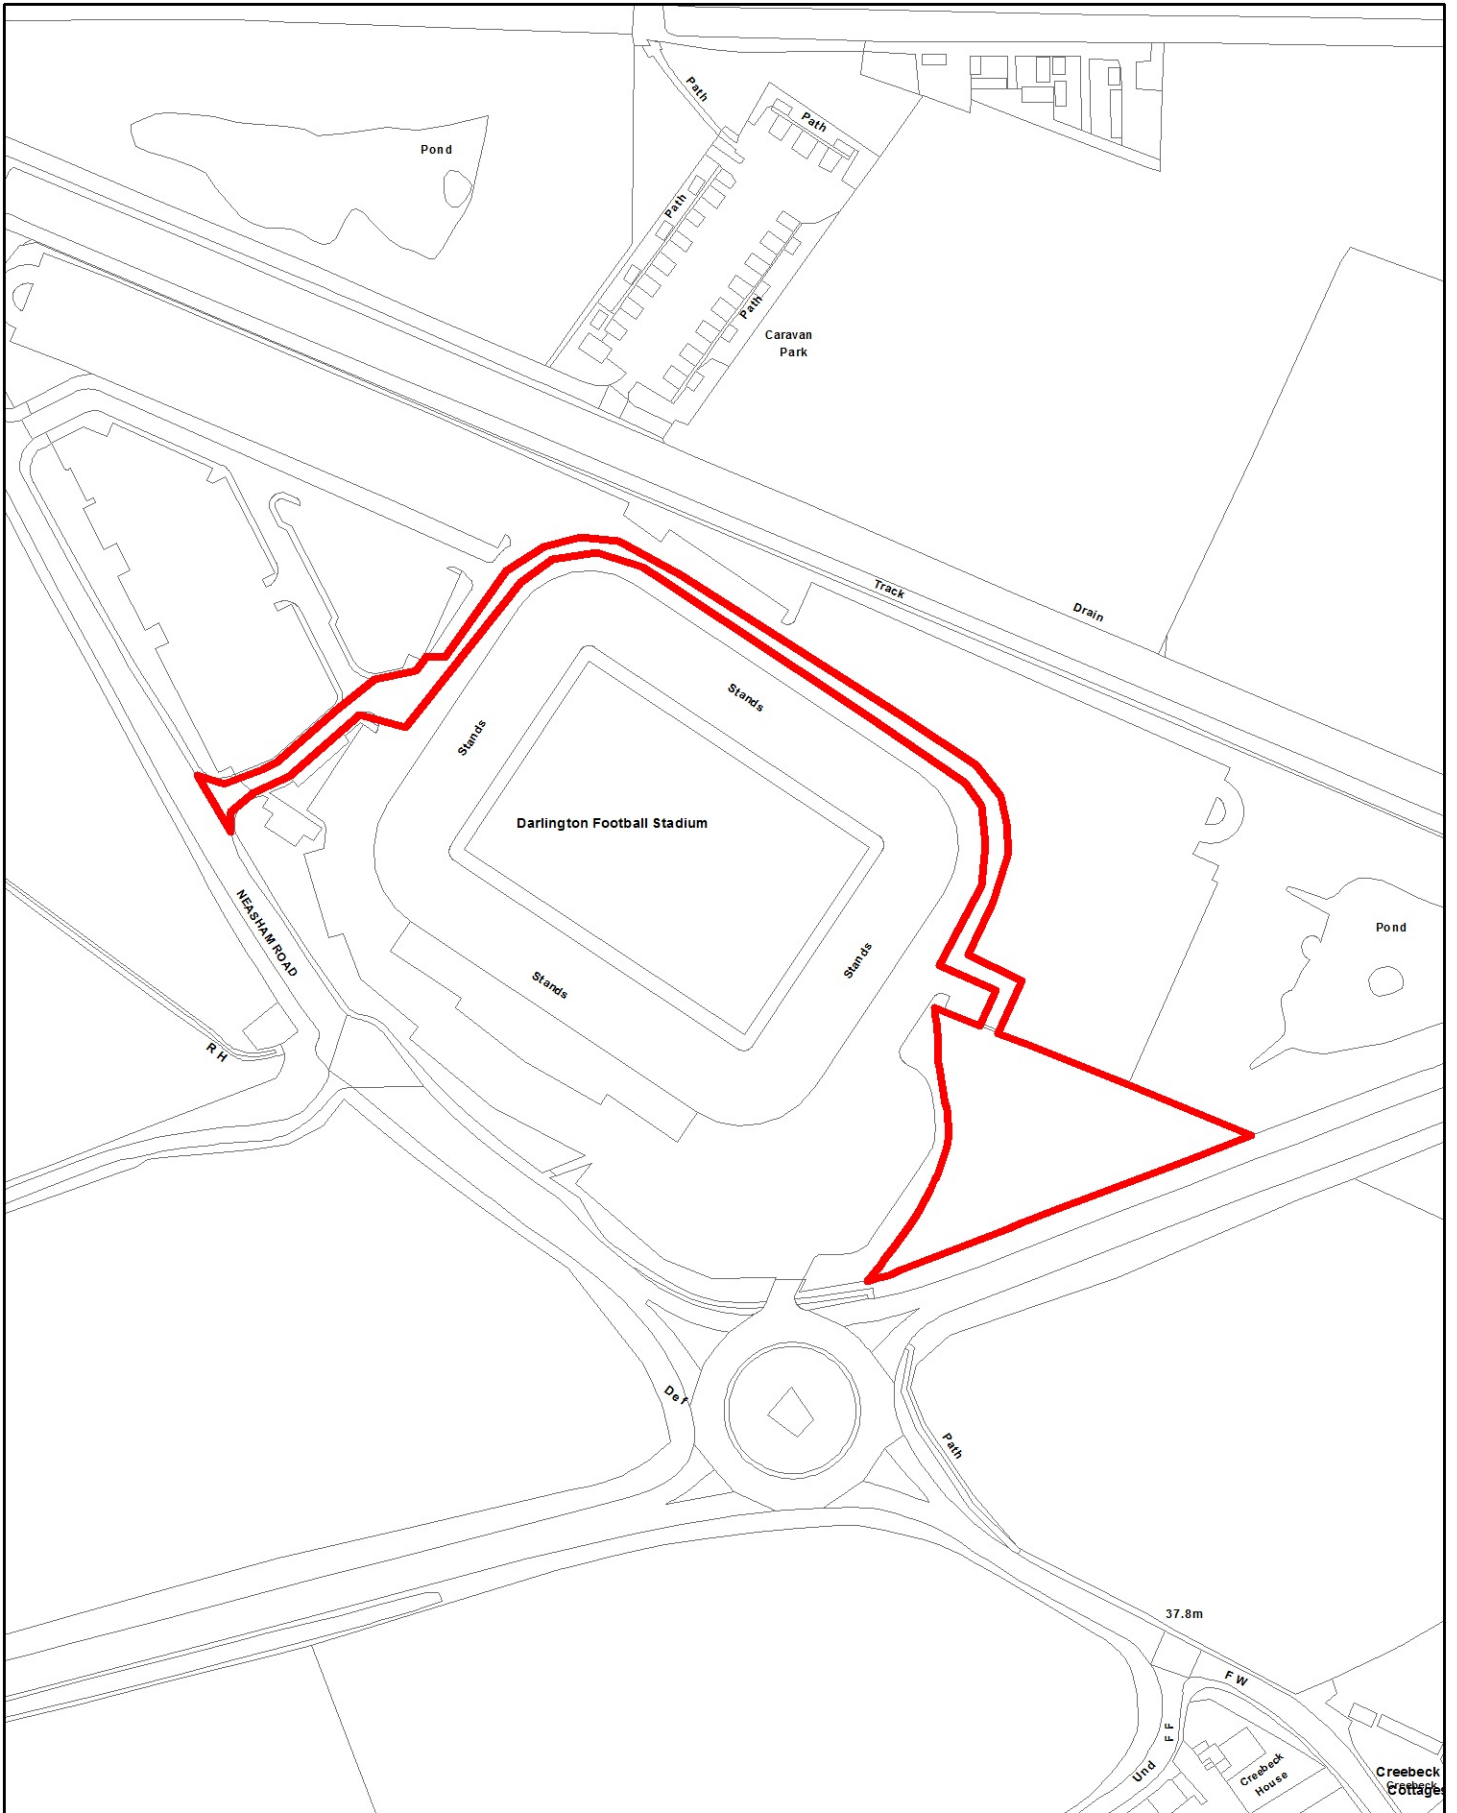 Path
Path
Pond
Path
Path
Caravan
Park
Track
Drain
Stands
Stands
Darlington Football Stadium
NEASHAM ROAD
Pond
Stands
Stands
R H
Def
Path
37.8m
F W
F F
Und
Creebeck
House
Creebeck
Creebeck
Cottages